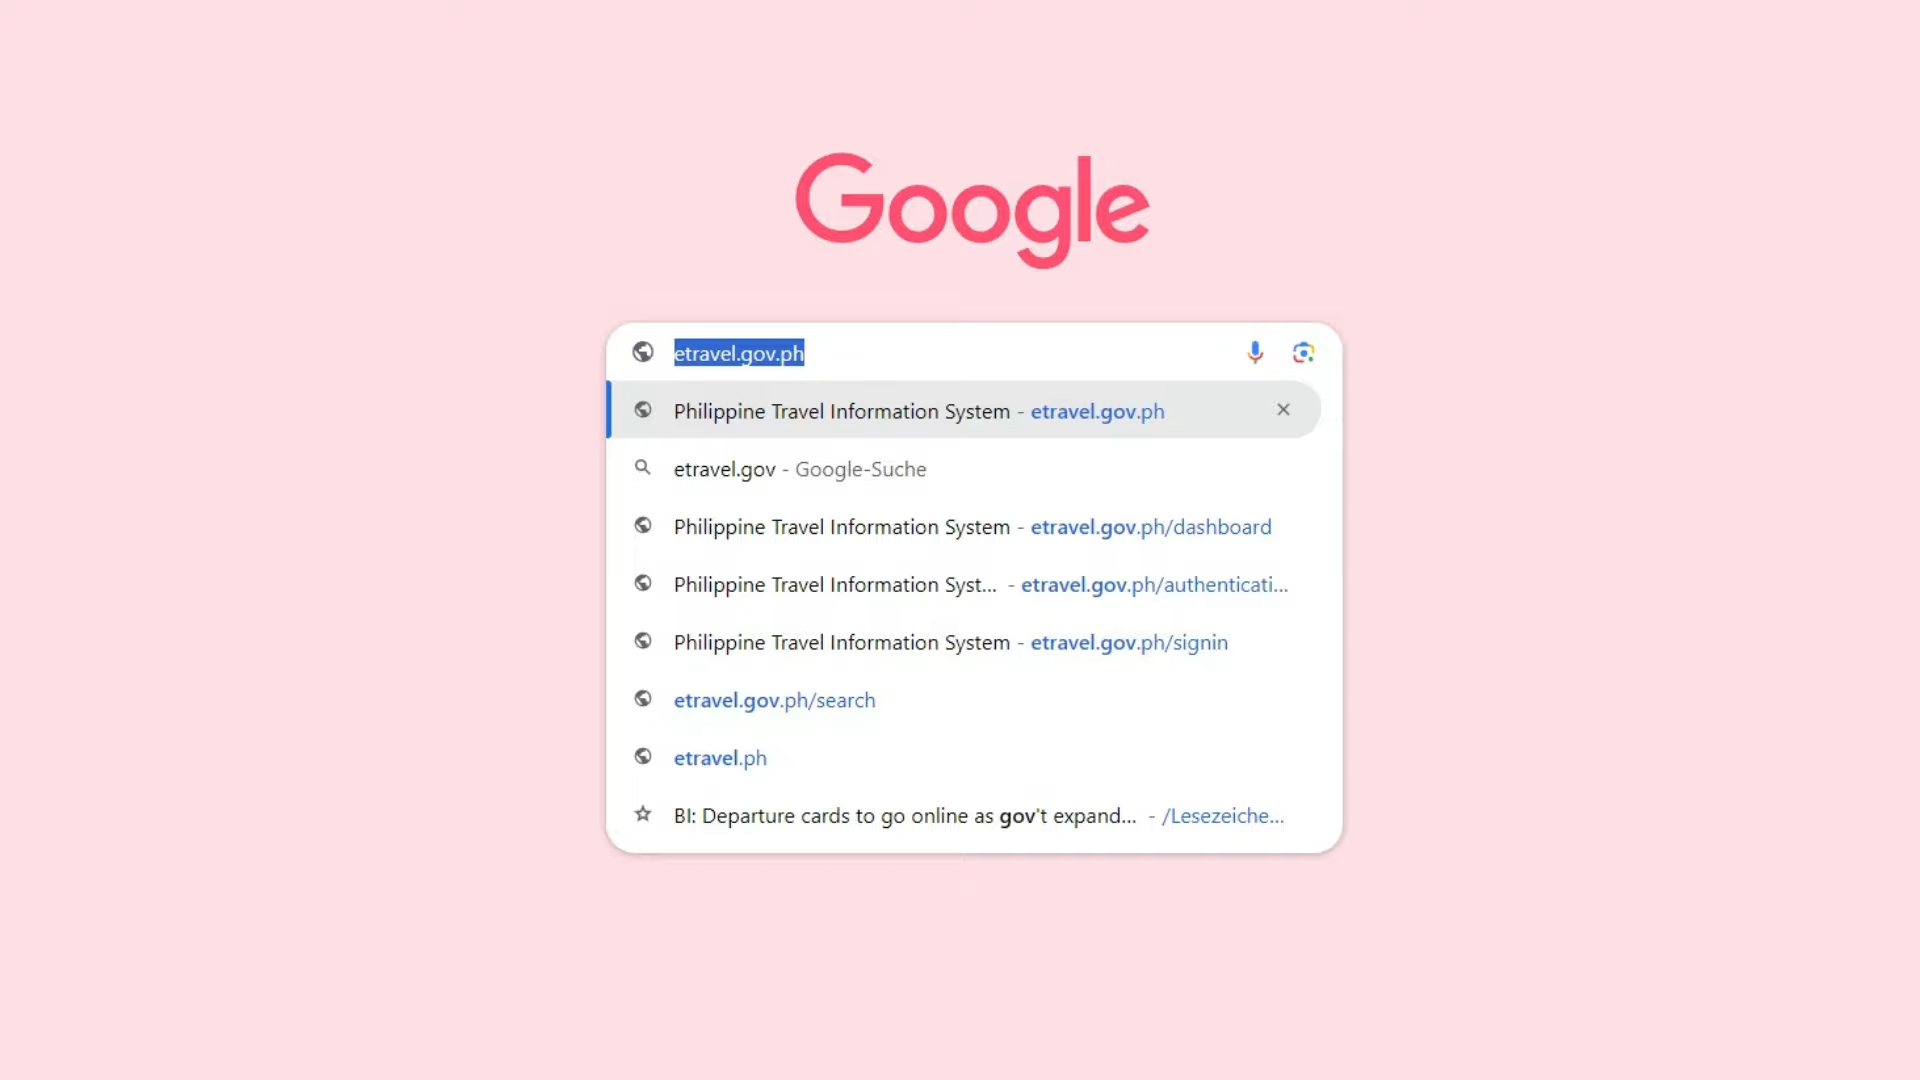 Google
etravel.gov.ph
Philippine Travel Information System - etravel.gov.ph
etravel.gov - Google-Suche
Philippine Travel Information System - etravel.gov.ph/dashboard
Philippine Travel Information Syst... - etravel.gov.ph/authenticati...
Philippine Travel Information System - etravel.gov.ph/signin
etravel.gov.ph/search
etravel.ph
BI: Departure cards to go online as gov't expand... - /Lesezeiche...